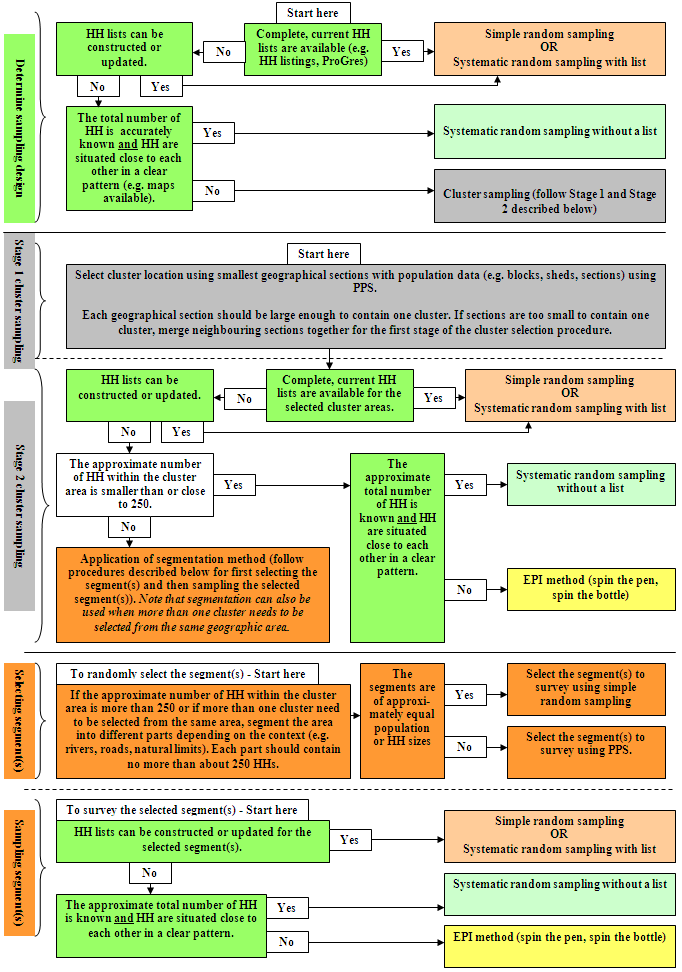 Determine sampling design
Start here
HH lists can be
constructed or
updated.
No
Complete, current HH
lists are available (e.g.
HH listings, ProGres)
Yes
Simple random sampling
OR
Systematic random sampling with list
No
Yes
The total number of
HH is accurately
known and HH are
situated close to each
other in a clear
pattern (e.g. maps
available).
Yes
Systematic random sampling without a list
No
Cluster sampling (follow Stage 1 and Stage
2 described below)
Stage 1 cluster sampling
Start here
Select cluster location using smallest geographical sections with population data (e.g. blocks, sheds, sections) using
PPS.
Each geographical section should be large enough to contain one cluster. If sections are too small to contain one
cluster, merge neighbouring sections together for the first stage of the cluster selection procedure.
Stage 2 cluster sampling
HH lists can be
constructed or updated.
No
Complete, current HH
lists are available for the
selected cluster areas.
Yes
Simple random sampling
OR
Systematic random sampling with list
No
Yes
The approximate number
of HH within the cluster
area is smaller than or close
to 250.
Yes
The
approximate
total number
of HH is
known and HH
are situated
close to each
other in a clear
pattern.
Yes
Systematic random sampling
without a list
No
Application of segmentation method (follow
procedures described below for first selecting the
segment(s) and then sampling the selected
segment(s)). Note that segmentation can also be
used when more than one cluster needs to be
selected from the same geographic area.
No
EPI method (spin the pen,
spin the bottle)
Selecting segment(s)
To randomly select the segment(s) - Start here
If the approximate number of HH within the cluster
area is more than 250 or if more than one cluster need
to be selected from the same area, segment the area
into different parts depending on the context (e.g.
rivers, roads, natural limits). Each part should contain
no more than about 250 HHs.
The
segments are
of approxi-
mately equal
population
or HH sizes
Yes
Select the segment(s) to
survey using simple
random sampling
No
Select the segment(s) to
survey using PPS.
Sampling segment(s)
To survey the selected segment(s) - Start here
HH lists can be constructed or updated for the
selected segment(s).
Yes
Simple random sampling
OR
Systematic random sampling with list
No
The approximate total number of HH
is known and HH are situated close to
each other in a clear pattern.
Yes
Systematic random sampling without a list
No
EPI method (spin the pen, spin the bottle)